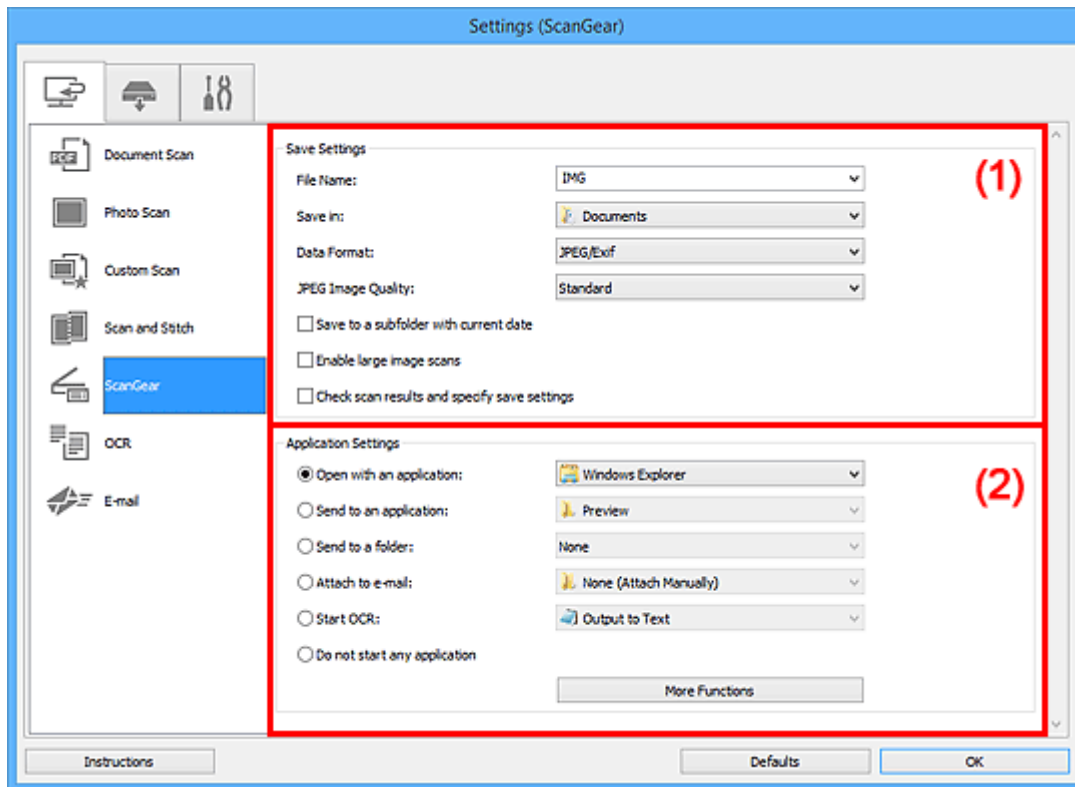 Settings (ScanGear)
PDF
Document Scan
Photo Scan
Custom Scan
Scan and Stitch
ScanGear
OCR
E-mail
Save Settings
(1)
File Name: IMG
Save in: Documents
Data Format: JPEG/Exif
JPEG Image Quality: Standard
Save to a subfolder with current date
Enable large image scans
Check scan results and specify save settings
Application Settings
(2)
Open with an application: Windows Explorer
Send to an application: Preview
Send to a folder: None
Attach to e-mail: None (Attach Manually)
Start OCR: Output to Text
Do not start any application
More Functions
Instructions Defaults OK